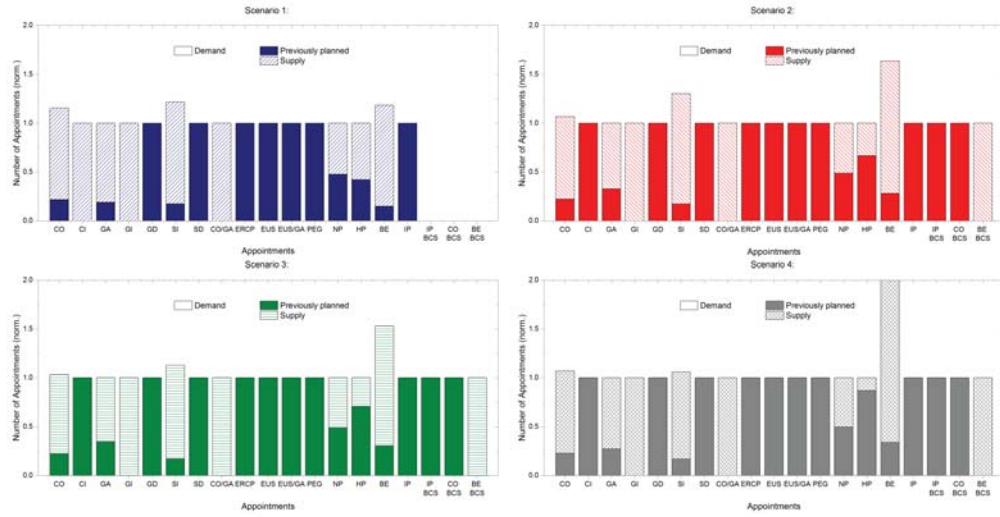 Scenario 1:
2.0
1.5
1.0
0.5
0.0
Number of Appointments (norm.)
Demand
Previously planned
Supply
CO CI GA GI GD SI SD CO/GA ERCP EUS EUS/GA PEG NP HP BE IP IP BCS CO BCS BE BCS
Appointments
Scenario 2:
2.0
1.5
1.0
0.5
0.0
Number of Appointments (norm.)
Demand
Previously planned
Supply
CO CI GA GI GD SI SD CO/GA ERCP EUS EUS/GA PEG NP HP BE IP IP BCS CO BCS BE BCS
Appointments
Scenario 3:
2.0
1.5
1.0
0.5
0.0
Number of Appointments (norm.)
Demand
Previously planned
Supply
CO CI GA GI GD SI SD CO/GA ERCP EUS EUS/GA PEG NP HP BE IP IP BCS CO BCS BE BCS
Appointments
Scenario 4:
2.0
1.5
1.0
0.5
0.0
Number of Appointments (norm.)
Demand
Previously planned
Supply
CO CI GA GI GD SI SD CO/GA ERCP EUS EUS/GA PEG NP HP BE IP IP BCS CO BCS BE BCS
Appointments